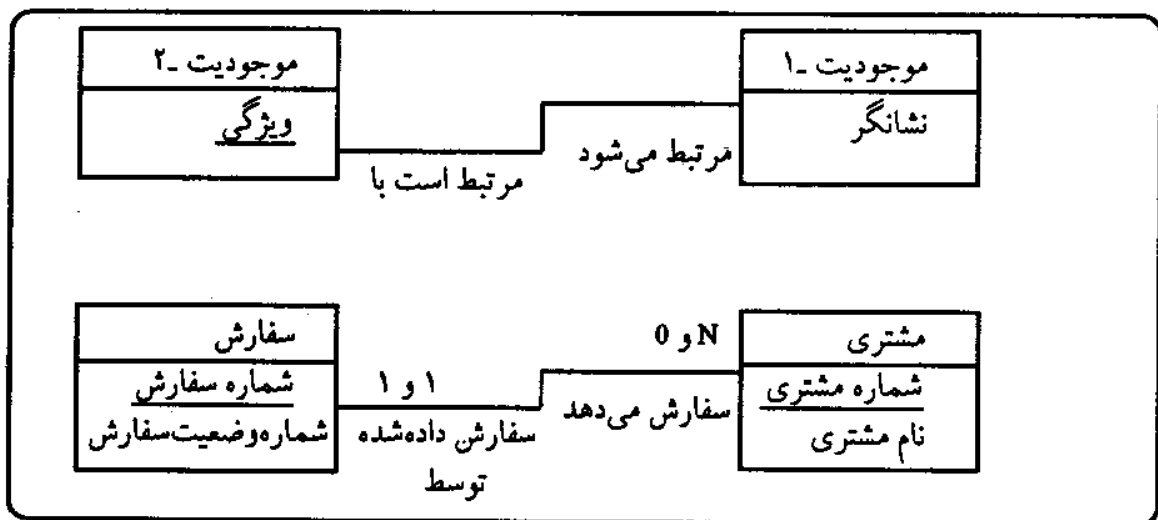 موجودیت ـ۱
نشانگر
مرتبط می‌شود
موجودیت ـ۲
ویژگی
مرتبط است با
مشتری
شماره مشتری
نام مشتری
0 و N
سفارش می‌دهد
سفارش
شماره سفارش
شماره‌وضعیت‌سفارش
۱ و ۱
سفارش داده‌شده
توسط